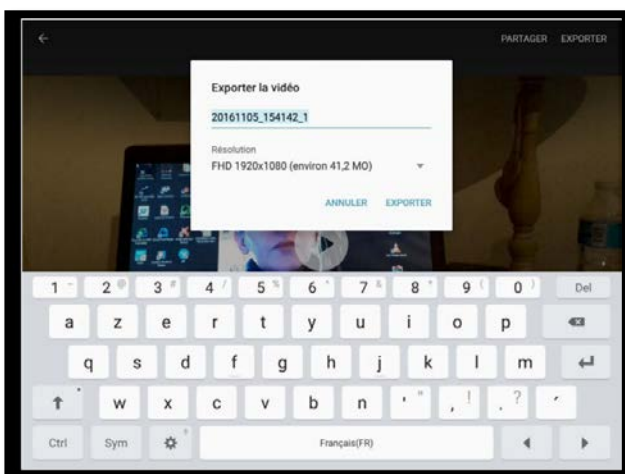 PARTAGER EXPORTER
Exporter la vidéo
20161105_154142_1
Résolution
FHD 1920x1080 (environ 41,2 MO)
ANNULER EXPORTER
1 - 2 @ 3 # 4 / 5 % 6 ^ 7 & 8 * 9 ( 0 ) Del
a z e r t y u i o p
q s d f g h j k l m
w x c v b n ' " , ! . ? ´
Ctrl Sym Français(FR)